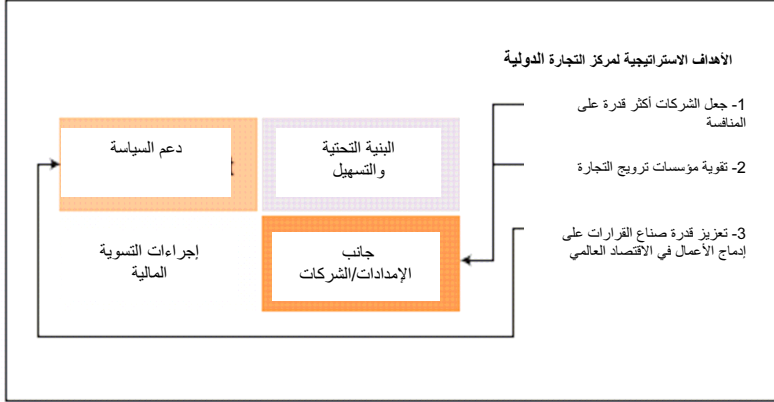 الأهداف الاستراتيجية لمركز التجارة الدولية
1- جعل الشركات أكثر قدرة على
المنافسة
2- تقوية مؤسسات ترويج التجارة
3- تعزيز قدرة صناع القرارات على
إدماج الأعمال في الاقتصاد العالمي
البنية التحتية
والتسهيل
دعم السياسة
جانب
الإمدادات/الشركات
إجراءات التسوية
المالية